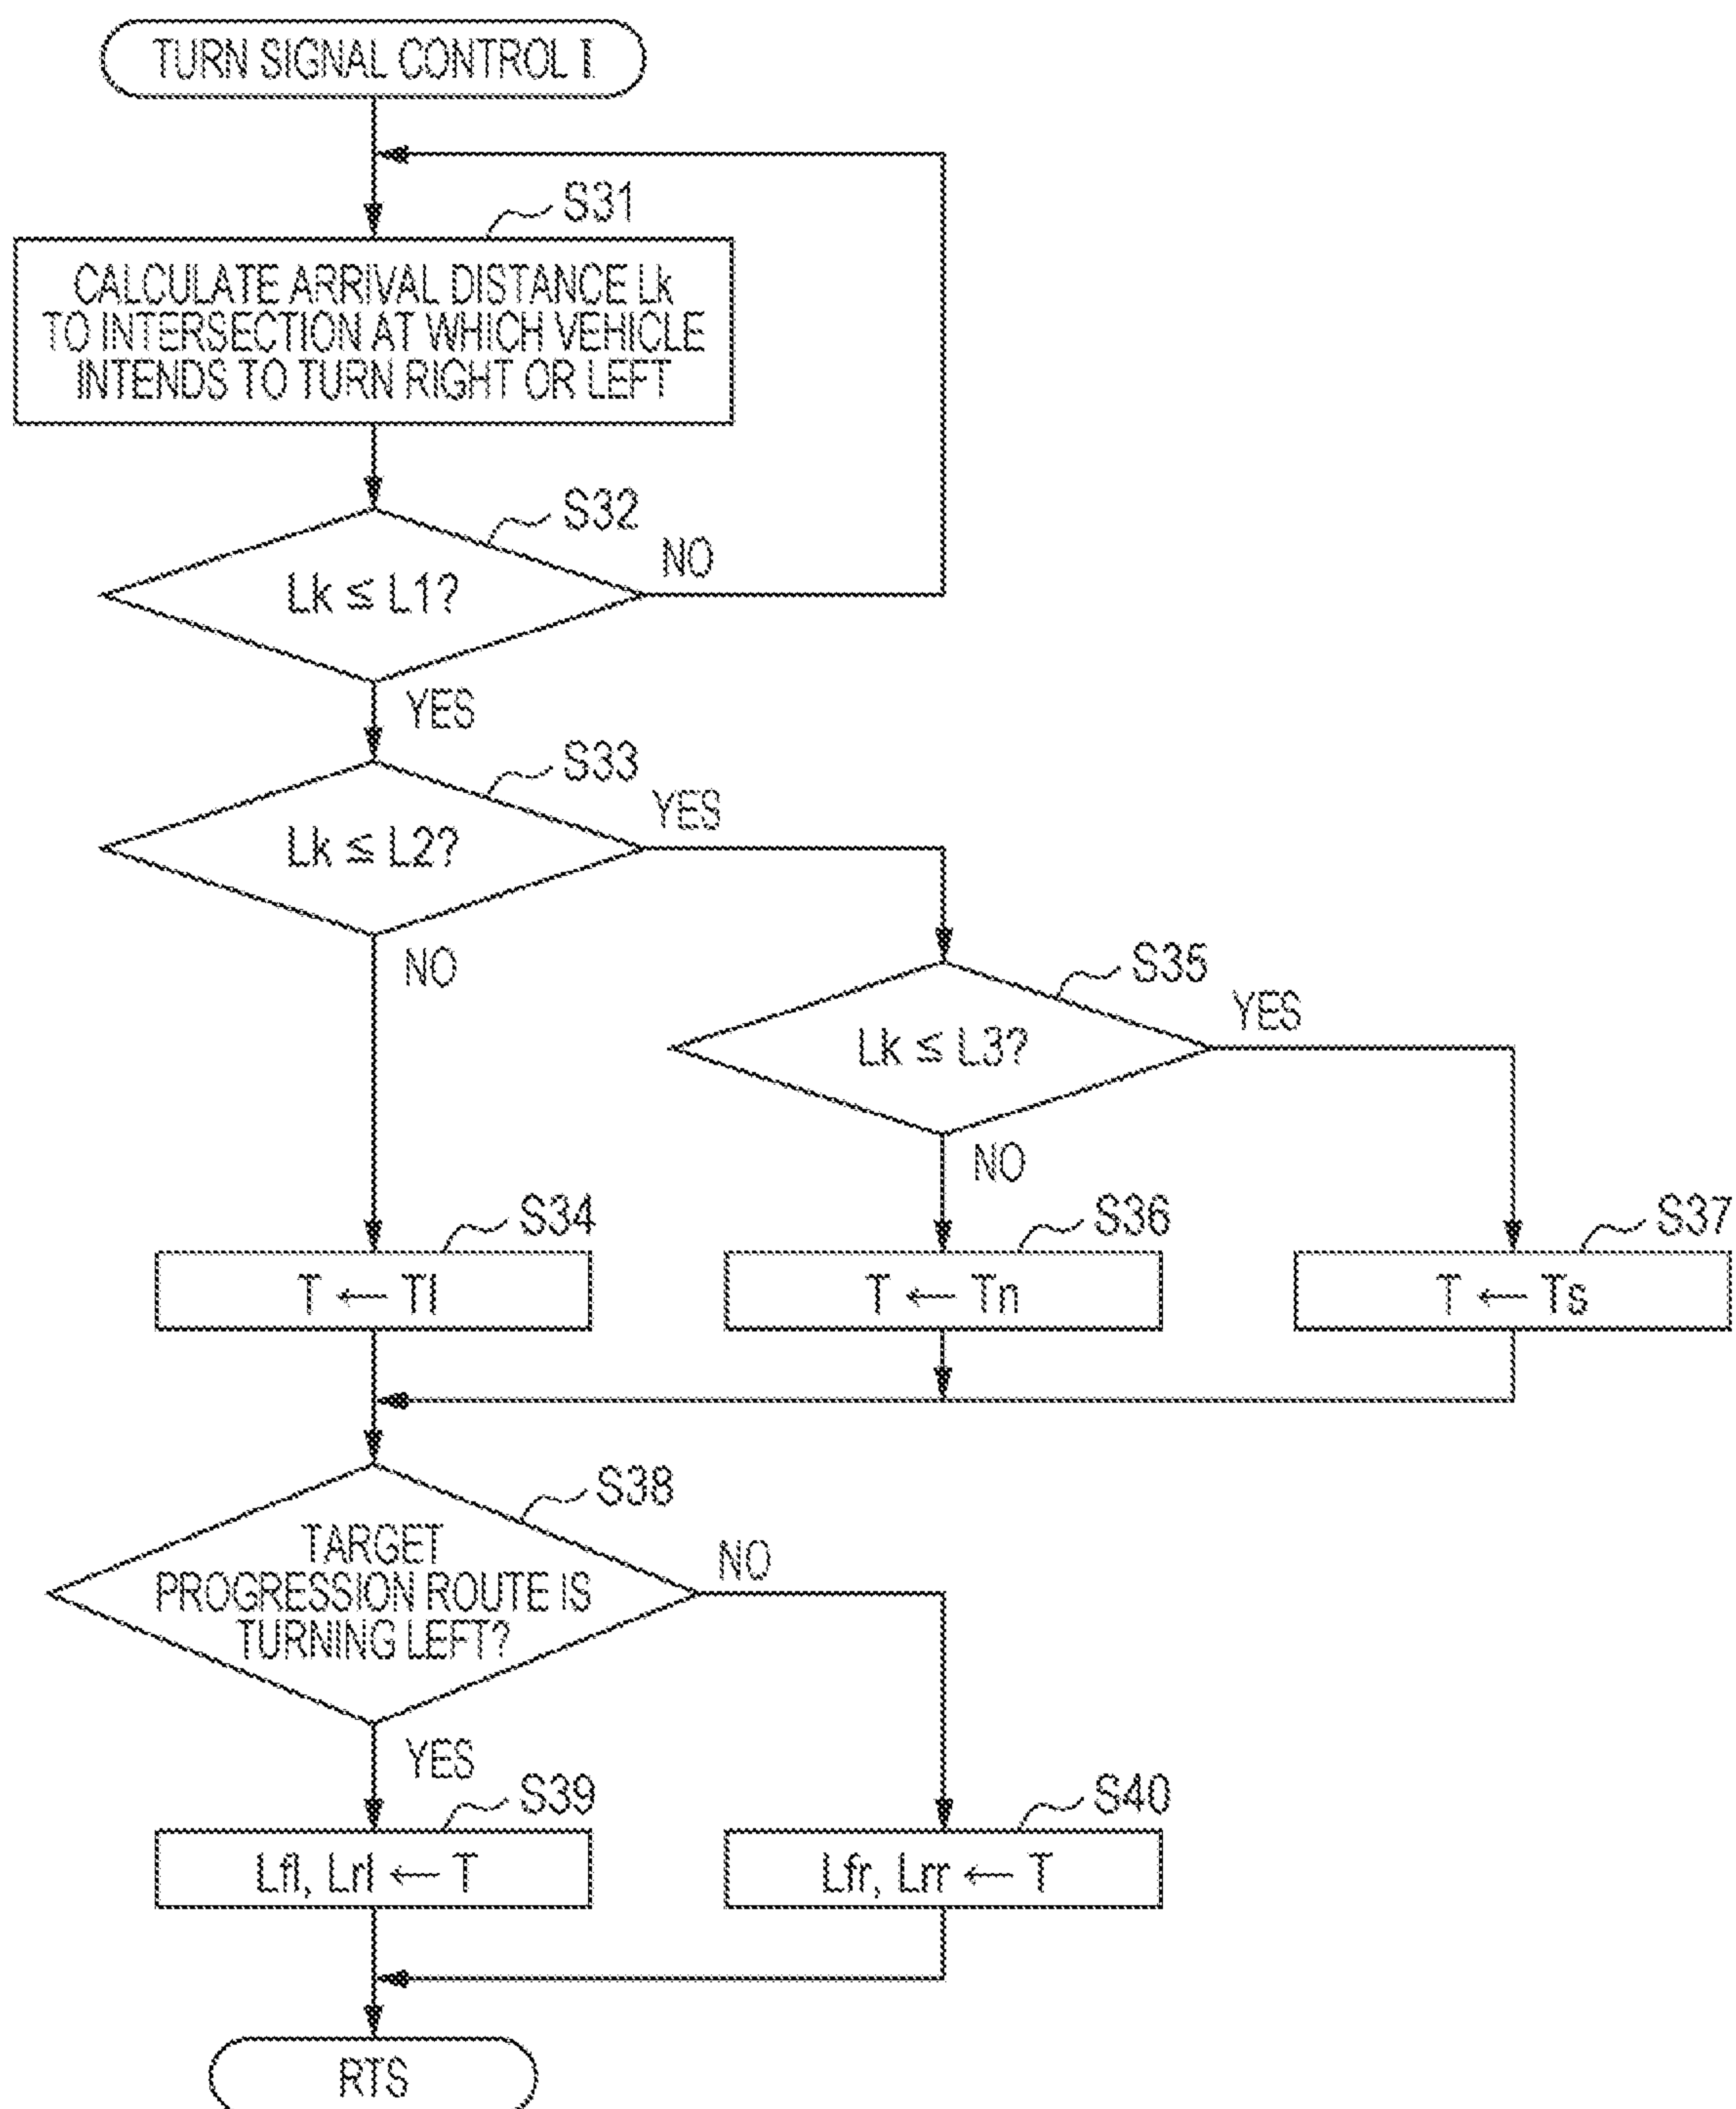 TURN SIGNAL CONTROL I
S31
CALCULATE ARRIVAL DISTANCE Lk
TO INTERSECTION AT WHICH VEHICLE
INTENDS TO TURN RIGHT OR LEFT
S32
Lk ≦ L1?
NO
YES
S33
Lk ≦ L2?
YES
NO
S35
Lk ≦ L3?
YES
NO
S34
T ← Tl
S36
T ← Tn
S37
T ← Ts
S38
TARGET
PROGRESSION ROUTE IS
TURNING LEFT?
NO
YES
S39
Lfl, Lrl ← T
S40
Lfr, Lrr ← T
RTS